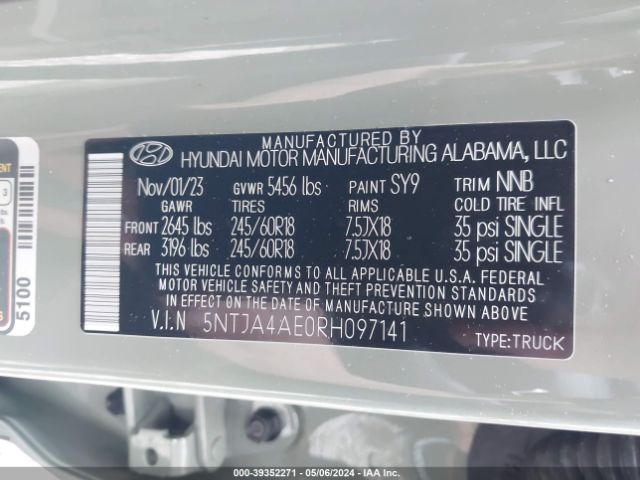 MANUFACTURED BY
HYUNDAI MOTOR MANUFACTURING ALABAMA, LLC
Nov/01/23 GVWR 5456 lbs PAINT SY9 TRIM NNB
GAWR TIRES RIMS COLD TIRE INFL
FRONT 2645 lbs 245/60R18 7.5JX18 35 psi SINGLE
REAR 3196 lbs 245/60R18 7.5JX18 35 psi SINGLE
THIS VEHICLE CONFORMS TO ALL APPLICABLE U.S.A. FEDERAL
MOTOR VEHICLE SAFETY AND THEFT PREVENTION STANDARDS
IN EFFECT ON THE DATE OF MANUFACTURE SHOWN ABOVE
V.I.N 5NTJA4AE0RH097141
TYPE:TRUCK
3
5100
000-39352271 - 05/06/2024 - IAA Inc.